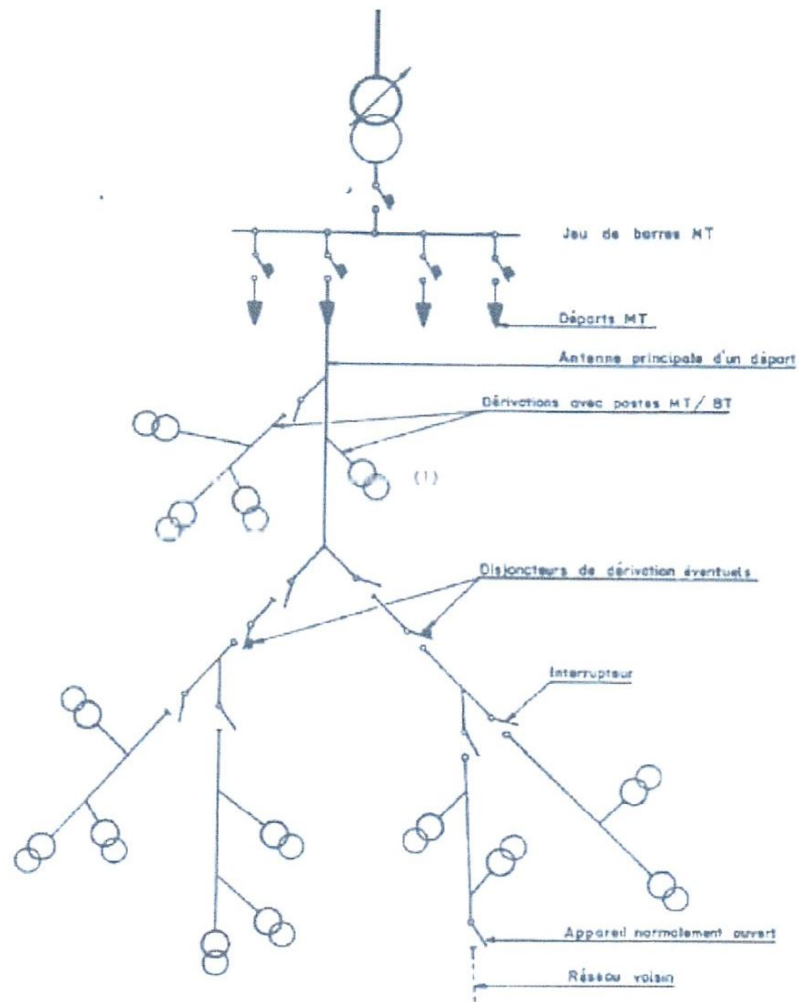 Jeu de barres MT
Départs MT
Antenne principale d'un départ
Dérivations avec postes MT/ BT
(1)
Disjoncteurs de dérivation éventuels
Interrupteur
Appareil normalement ouvert
Réseau voisin